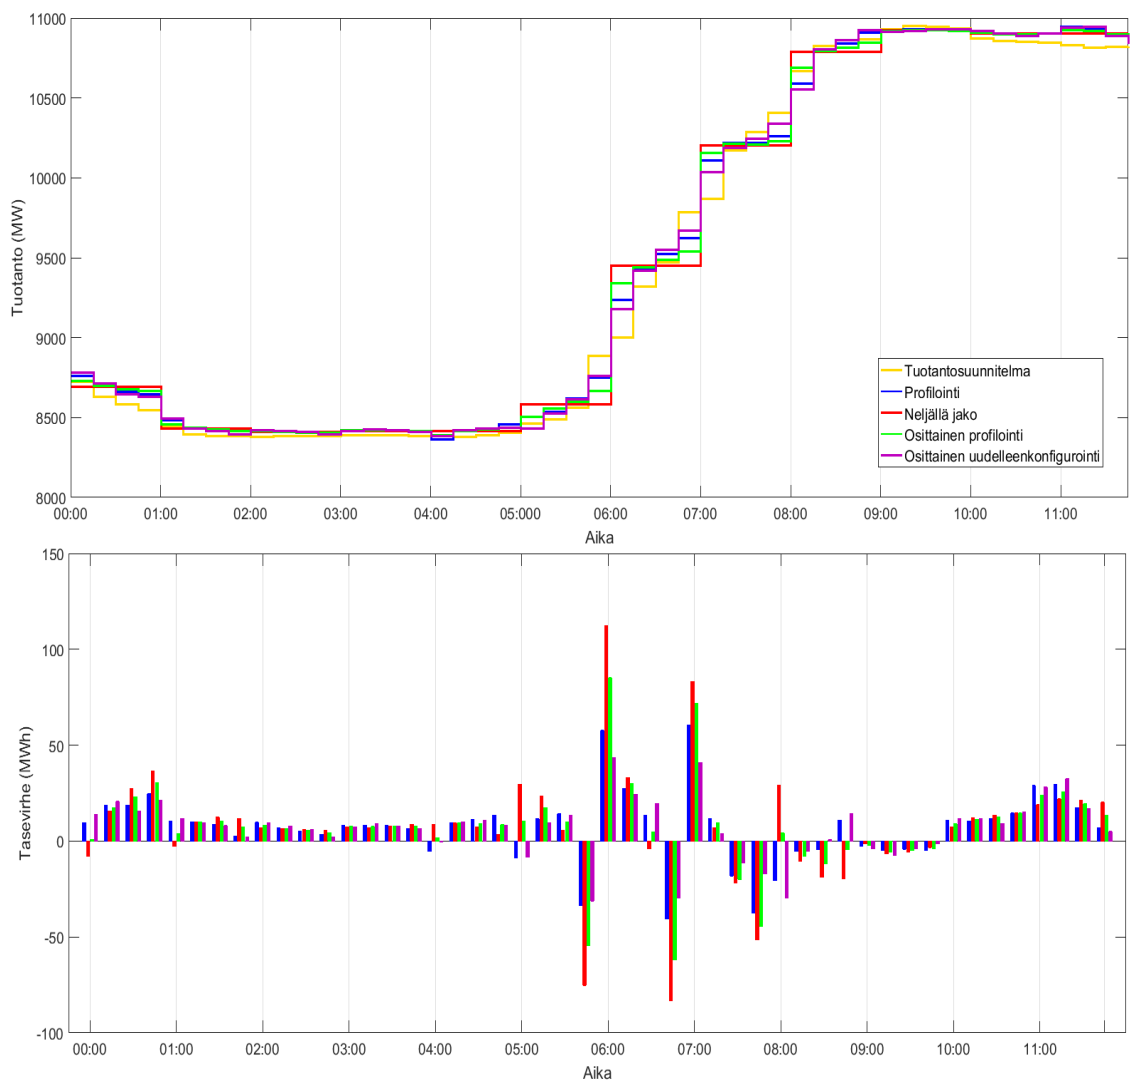 11000
10500
10000
9500
9000
8500
8000
Tuotanto (MW)
00:00 01:00 02:00 03:00 04:00 05:000 06:00 07:00 08:00 09:00 10:00 11:00
Aika
Tuotantosuunnitelma
Profilointi
Neljällä jako
Osittainen profilointi
Osittainen uudelleenkonfigurointi
150
100
50
0
-50
-100
Tasevirhe (MWh)
00:00 01:00 02:00 03:00 04:00 05:00 06:00 07:00 08:00 09:00 10:00 11:00
Aika